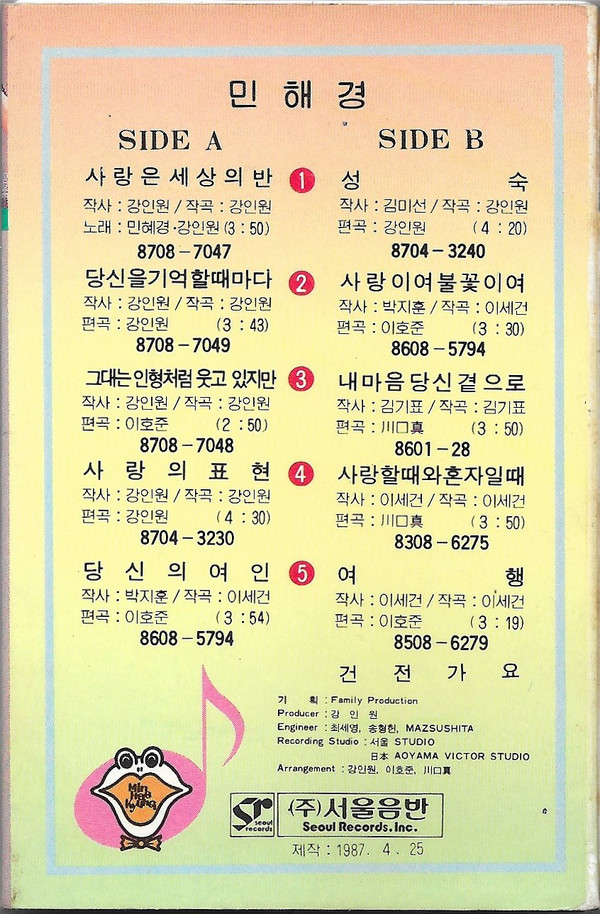 민해경
SIDE A
사랑은 세상의 반
작사 : 강인원 / 작곡 : 강인원
노래 : 민혜경·강인원 (3 : 50)
8708－7047
당신을기억할때마다
작사 : 강인원 / 작곡 : 강인원
편곡 : 강인원 (3 : 43)
8708－7049
그대는 인형처럼 웃고 있지만
작사 : 강인원 / 작곡 : 강인원
편곡 : 이호준 (2 : 50)
8708－7048
사랑의 표현
작사 : 강인원 / 작곡 : 강인원
편곡 : 강인원 (4 : 30)
8704－3230
당신의 여인
작사 : 박지훈 / 작곡 : 이세건
편곡 : 이호준 (3 : 54)
8608－5794
1
2
3
4
5
SIDE B
성숙
작사 : 김미선 / 작곡 : 강인원
편곡 : 강인원 (4 : 20)
8704－3240
사랑이여불꽃이여
작사 : 박지훈 / 작곡 : 이세건
편곡 : 이호준 (3 : 30)
8608－5794
내마음당신곁으로
작사 : 김기표 / 작곡 : 김기표
편곡 : 川口真 (3 : 50)
8601－28
사랑할때와혼자일때
작사 : 이세건 / 작곡 : 이세건
편곡 : 川口真 (3 : 50)
8308－6275
여행
작사 : 이세건 / 작곡 : 이세건
편곡 : 이호준 (3 : 19)
8508－6279
건전가요
기 획 : Family Production
Producer : 강 인 원
Engineer : 최세영, 송형헌, MAZSUSHITA
Recording Studio : 서울 STUDIO
日本 AOYAMA VICTOR STUDIO
Arrangement : 강인원, 이호준, 川口真
Min
Hae
Kyung
seoul
records
(주)서울음반
Seoul Records, Inc.
제작 : 1987. 4. 25